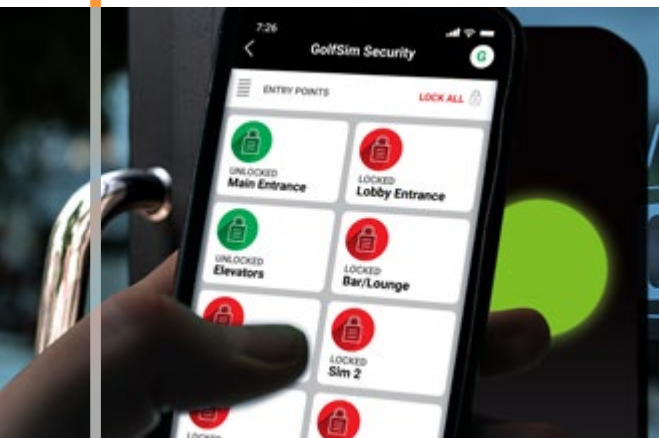 7:26
GolfSim Security
G
ENTRY POINTS
LOCK ALL
UNLOCKED
Main Entrance
LOCKED
Lobby Entrance
UNLOCKED
Elevators
LOCKED
Bar/Lounge
LOCKED
Sim 2
LOCKED